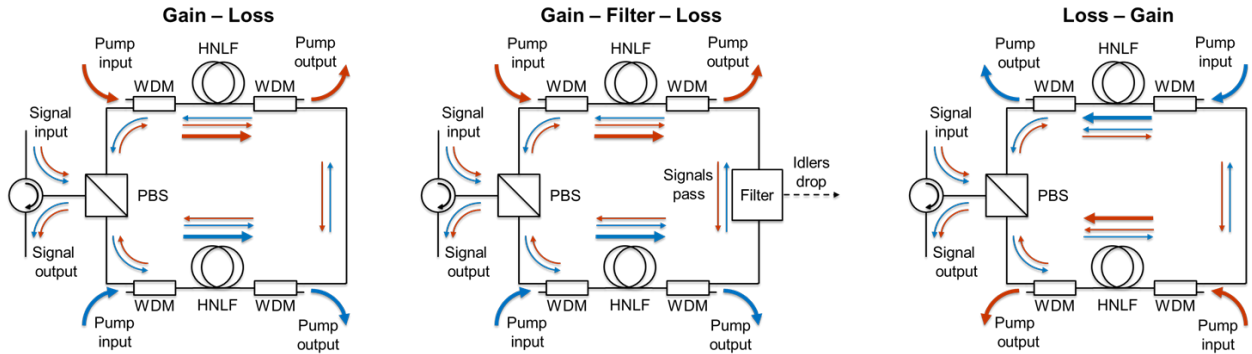 Gain – Loss
Pump
input
HNLF
Pump
output
WDM
WDM
Signal
input
PBS
Signal
output
WDM
HNLF
WDM
Pump
input
Pump
output
Gain – Filter – Loss
Pump
input
HNLF
Pump
output
WDM
WDM
Signal
input
Signals
pass
Idlers
drop
Filter
PBS
Signal
output
WDM
HNLF
WDM
Pump
input
Pump
output
Loss – Gain
Pump
output
HNLF
Pump
input
WDM
WDM
Signal
input
PBS
Signal
output
WDM
HNLF
WDM
Pump
output
Pump
input